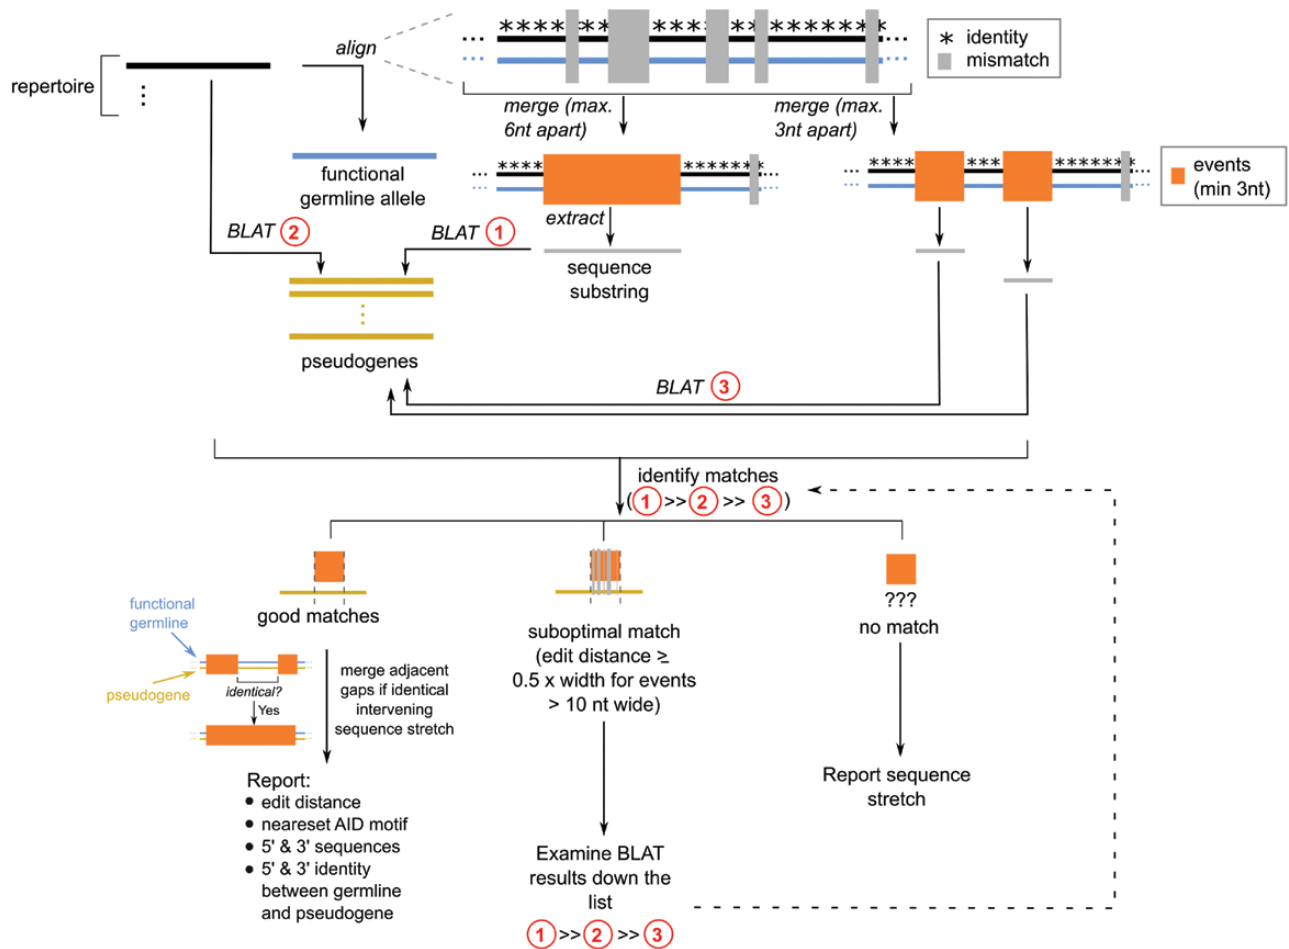 repertoire
⋮
align
* * * * * * * * * * * * * * * * *
* identity
mismatch
merge (max.
6nt apart)
merge (max.
3nt apart)
functional
germline allele
events
(min 3nt)
extract
BLAT 2
BLAT 1
sequence
substring
pseudogenes
BLAT 3
identify matches
(1 >> 2 >> 3)
good matches
suboptimal match
(edit distance ≥
0.5 x width for events
> 10 nt wide)
???
no match
functional
germline
pseudogene
identical?
Yes
merge adjacent
gaps if identical
intervening
sequence stretch
Report:
• edit distance
• neareset AID motif
• 5' & 3' sequences
• 5' & 3' identity
between germline
and pseudogene
Examine BLAT
results down the
list
1 >> 2 >> 3
Report sequence
stretch